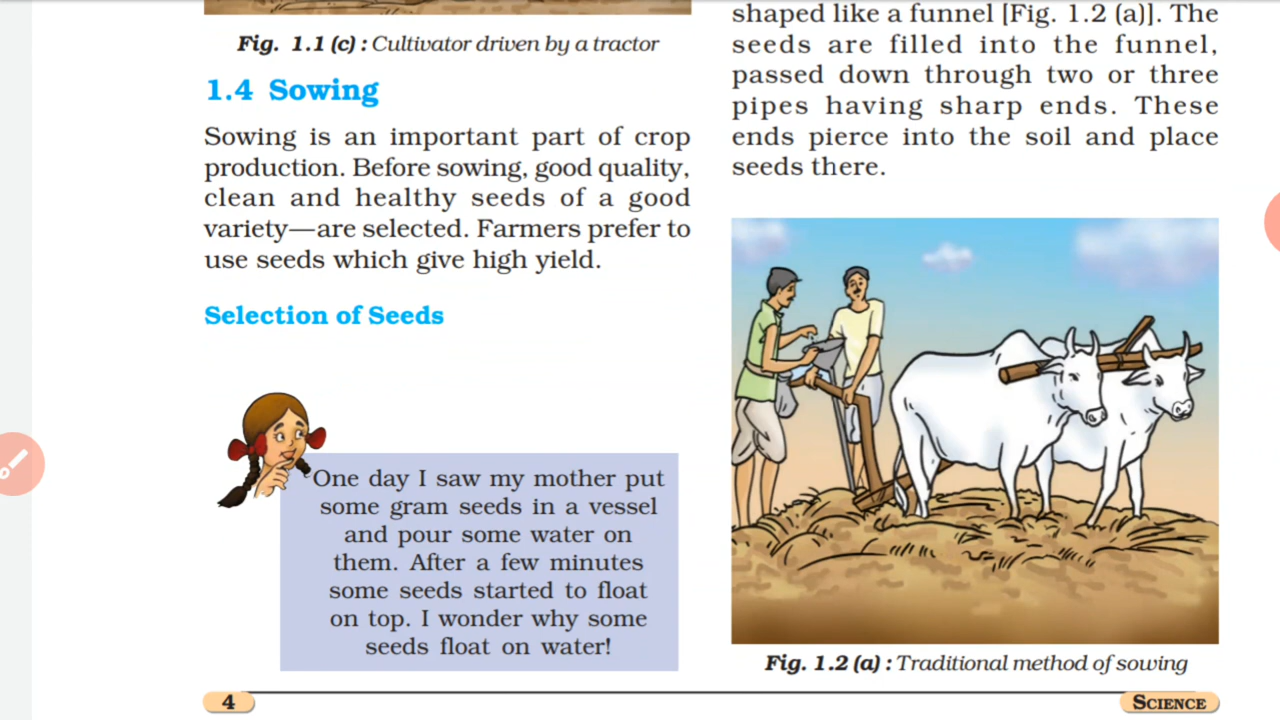 Fig. 1.1 (c) : Cultivator driven by a tractor
1.4 Sowing
Sowing is an important part of crop
production. Before sowing, good quality,
clean and healthy seeds of a good
variety—are selected. Farmers prefer to
use seeds which give high yield.
Selection of Seeds
One day I saw my mother put
some gram seeds in a vessel
and pour some water on
them. After a few minutes
some seeds started to float
on top. I wonder why some
seeds float on water!
shaped like a funnel [Fig. 1.2 (a)]. The
seeds are filled into the funnel,
passed down through two or three
pipes having sharp ends. These
ends pierce into the soil and place
seeds there.
Fig. 1.2 (a) : Traditional method of sowing
4
SCIENCE